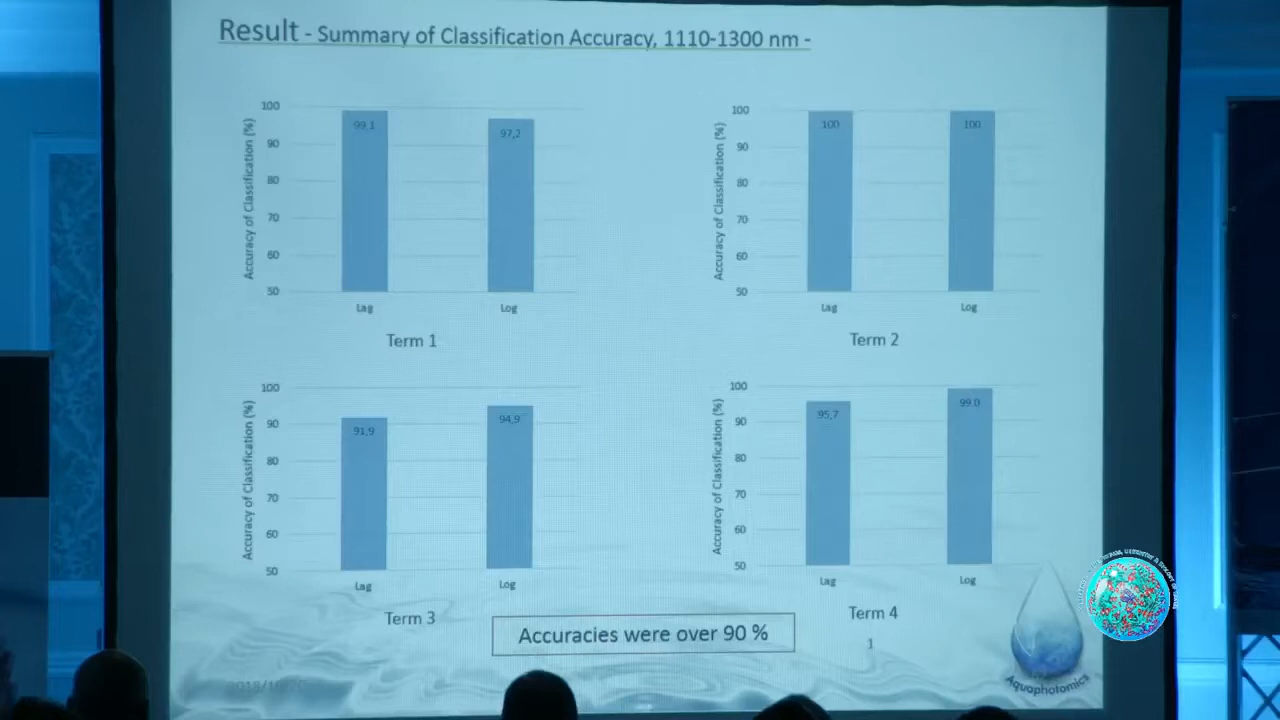 Result - Summary of Classification Accuracy, 1110-1300 nm -
Accuracy of Classification (%)
100
90
80
70
60
50
99,1
97,2
Lag
Log
Term 1
Accuracy of Classification (%)
100
90
80
70
60
50
100
100
Lag
Log
Term 2
Accuracy of Classification (%)
100
90
80
70
60
50
91,9
94,9
Lag
Log
Term 3
Accuracy of Classification (%)
100
90
80
70
60
50
95,7
99,0
Lag
Log
Term 4
Accuracies were over 90 %
1
Aquaphotomics